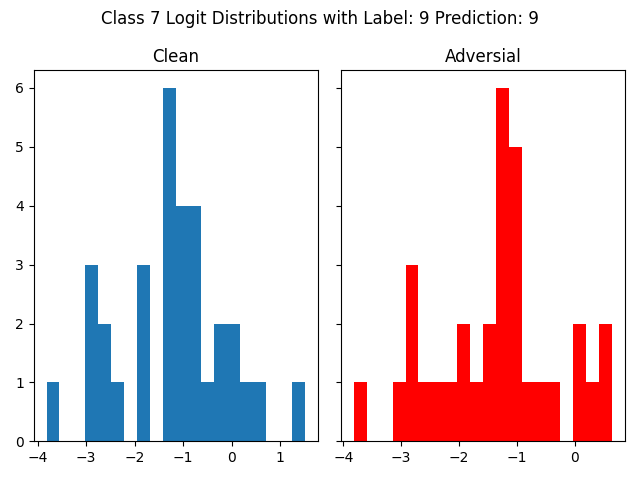 Class 7 Logit Distributions with Label: 9 Prediction: 9
Clean
Adversial
6
5
4
3
2
1
0
−4 −3 −2 −1 0 1
−4 −3 −2 −1 0